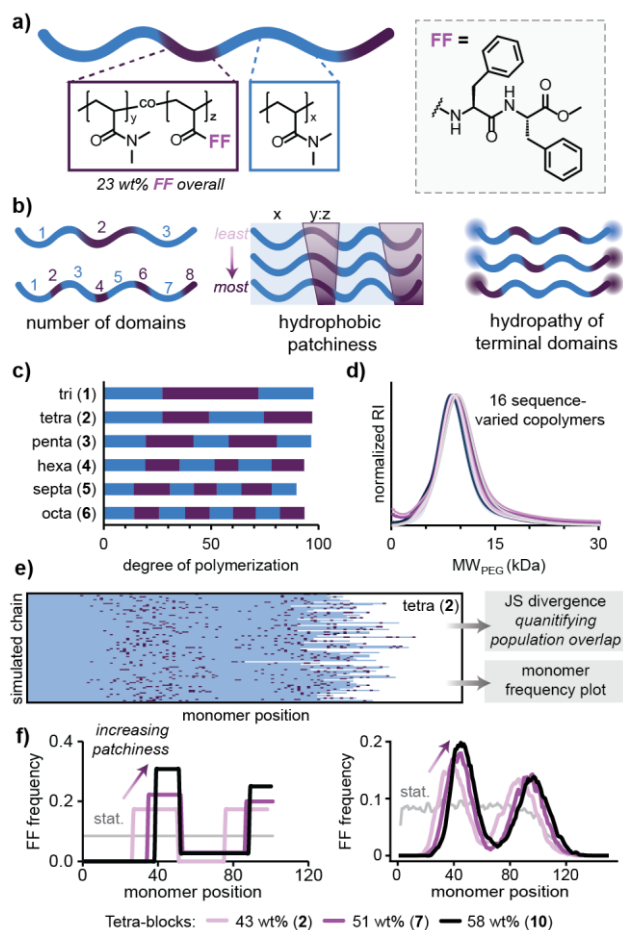 a)
FF =
co
y
z
x
O
N
O
FF
O
N
N
H
O
H
N
O
O
23 wt% FF overall
b)
1
2
3
1
2
3
4
5
6
7
8
number of domains
x
y:z
least
most
hydrophobic
patchiness
hydropathy of
terminal domains
c)
tri (1)
tetra (2)
penta (3)
hexa (4)
septa (5)
octa (6)
0
50
100
degree of polymerization
d)
normalized RI
16 sequence-
varied copolymers
0
15
30
MWPEG (kDa)
e)
simulated chain
tetra (2)
monomer position
JS divergence
quanitifying
population overlap
monomer
frequency plot
f)
increasing
patchiness
FF frequency
0.4
0.2
0.0
stat.
0
40
80
120
monomer position
FF frequency
0.2
0.1
0
stat.
0
40
80
120
monomer position
Tetra-blocks: 43 wt% (2) 51 wt% (7) 58 wt% (10)